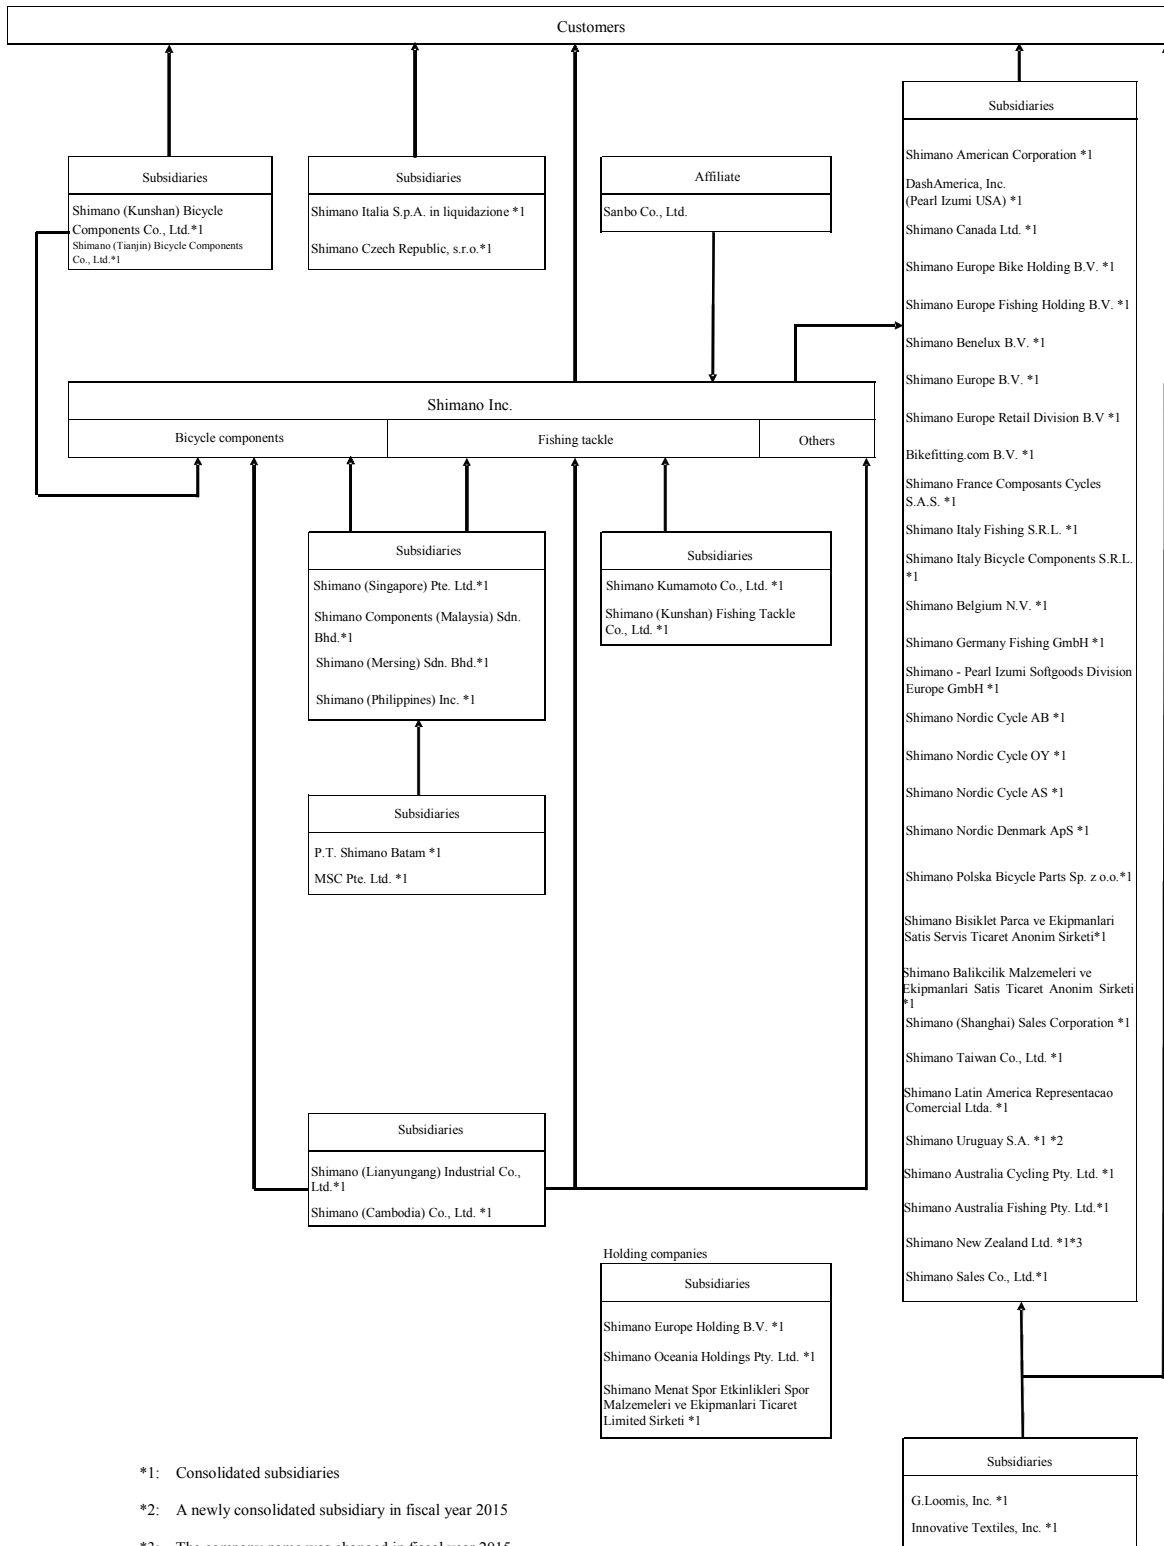 Customers
Subsidiaries
Shimano (Kunshan) Bicycle
Components Co., Ltd.*1
Shimano (Tianjin) Bicycle Components
Co., Ltd.*1
Subsidiaries
Shimano Italia S.p.A. in liquidazione *1
Shimano Czech Republic, s.r.o.*1
Affiliate
Sanbo Co., Ltd.
Subsidiaries
Shimano American Corporation *1
DashAmerica, Inc.
(Pearl Izumi USA) *1
Shimano Canada Ltd. *1
Shimano Europe Bike Holding B.V. *1
Shimano Europe Fishing Holding B.V. *1
Shimano Benelux B.V. *1
Shimano Europe B.V. *1
Shimano Europe Retail Division B.V *1
Bikefitting.com B.V. *1
Shimano France Composants Cycles
S.A.S. *1
Shimano Italy Fishing S.R.L. *1
Shimano Italy Bicycle Components S.R.L.
*1
Shimano Belgium N.V. *1
Shimano Germany Fishing GmbH *1
Shimano - Pearl Izumi Softgoods Division
Europe GmbH *1
Shimano Nordic Cycle AB *1
Shimano Nordic Cycle OY *1
Shimano Nordic Cycle AS *1
Shimano Nordic Denmark ApS *1
Shimano Polska Bicycle Parts Sp. z o.o.*1
Shimano Bisiklet Parca ve Ekipmanlari
Satis Servis Ticaret Anonim Sirketi*1
Shimano Balikcilik Malzemeleri ve
Ekipmanlari Satis Ticaret Anonim Sirketi
*1
Shimano (Shanghai) Sales Corporation *1
Shimano Taiwan Co., Ltd. *1
Shimano Latin America Representacao
Comercial Ltda. *1
Shimano Uruguay S.A. *1 *2
Shimano Australia Cycling Pty. Ltd. *1
Shimano Australia Fishing Pty. Ltd.*1
Shimano New Zealand Ltd. *1*3
Shimano Sales Co., Ltd.*1
Shimano Inc.
Bicycle components
Fishing tackle
Others
Subsidiaries
Shimano (Singapore) Pte. Ltd.*1
Shimano Components (Malaysia) Sdn.
Bhd.*1
Shimano (Mersing) Sdn. Bhd.*1
Shimano (Philippines) Inc. *1
Subsidiaries
Shimano Kumamoto Co., Ltd. *1
Shimano (Kunshan) Fishing Tackle
Co., Ltd. *1
Subsidiaries
P.T. Shimano Batam *1
MSC Pte. Ltd. *1
Subsidiaries
Shimano (Lianyungang) Industrial Co.,
Ltd.*1
Shimano (Cambodia) Co., Ltd. *1
Holding companies
Subsidiaries
Shimano Europe Holding B.V. *1
Shimano Oceania Holdings Pty. Ltd. *1
Shimano Menat Spor Etkinlikleri Spor
Malzemeleri ve Ekipmanlari Ticaret
Limited Sirketi *1
Subsidiaries
G.Loomis, Inc. *1
Innovative Textiles, Inc. *1
*1: Consolidated subsidiaries
*2: A newly consolidated subsidiary in fiscal year 2015
*3: The company name was changed in fiscal year 2015